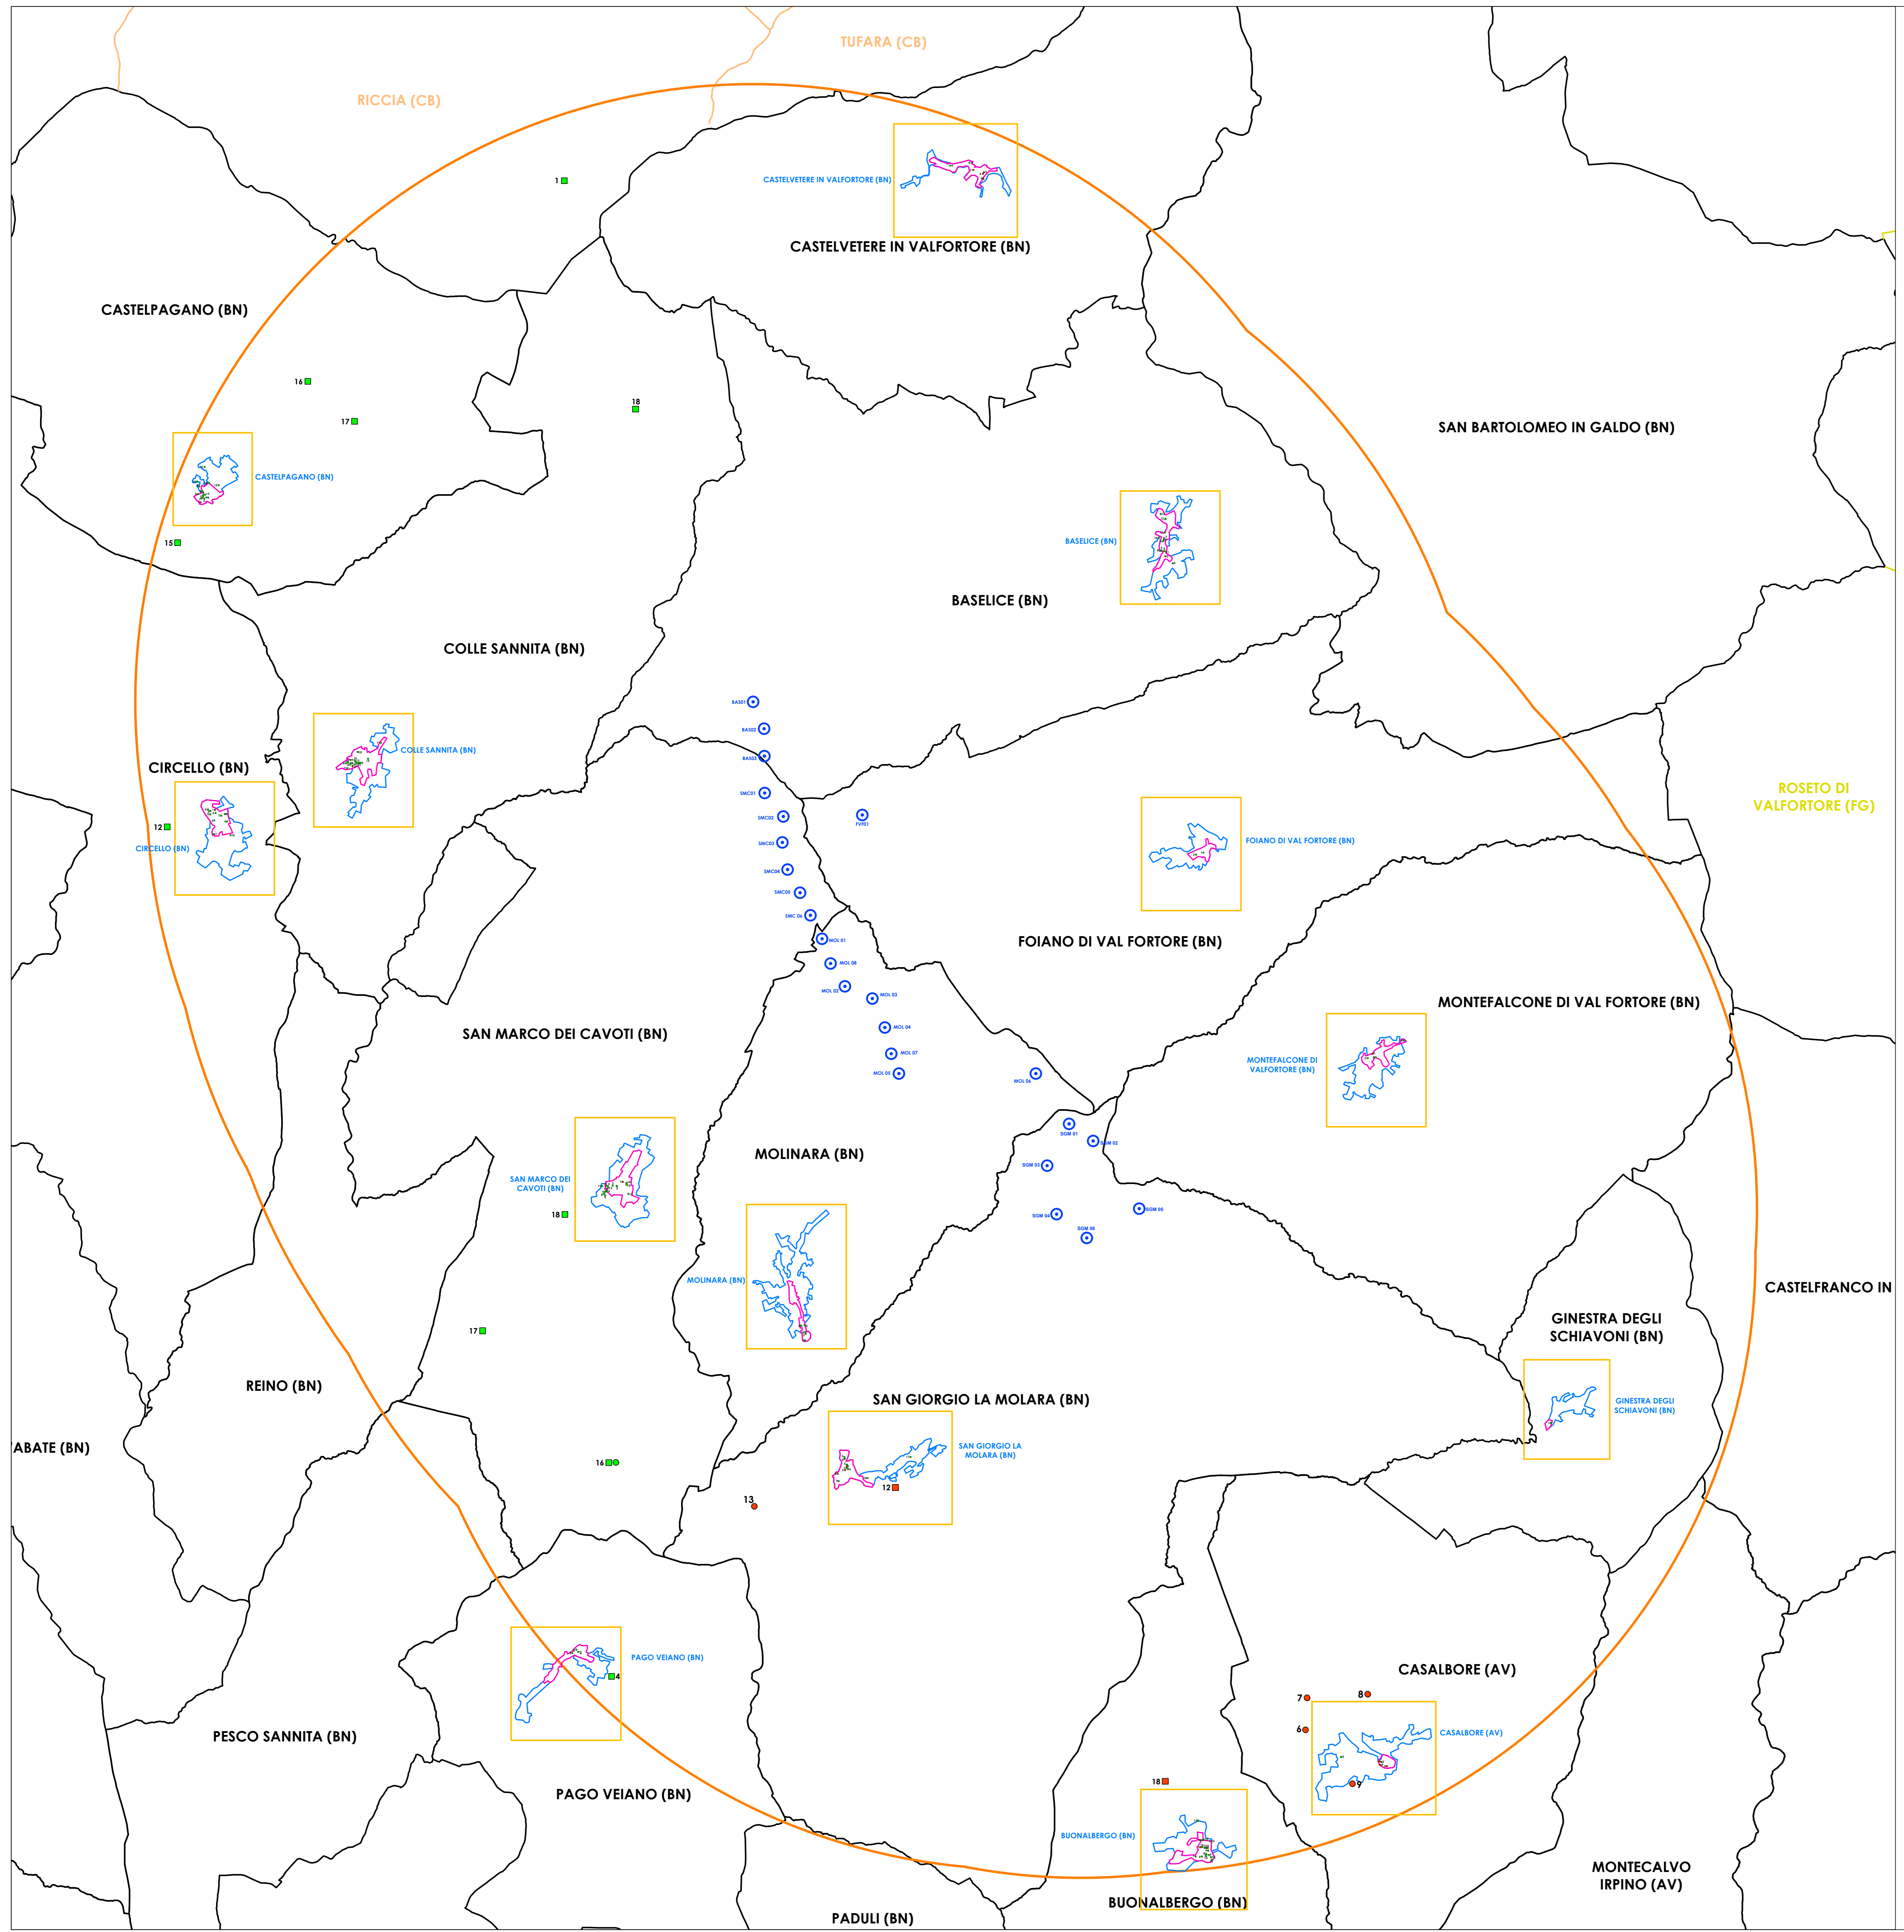 TUFARA (CB)
RICCIA (CB)
1
CASTELVETERE IN VALFORTORE (BN)
CASTELVETERE IN VALFORTORE (BN)
CASTELPAGANO (BN)
16
17
18
SAN BARTOLOMEO IN GALDO (BN)
CASTELPAGANO (BN)
15
BASELICE (BN)
BASELICE (BN)
COLLE SANNITA (BN)
BAS01
BAS02
BAS03
COLLE SANNITA (BN)
CIRCELLO (BN)
12
CIRCELLO (BN)
SMC01
SMC02
FVF01
SMC03
SMC04
SMC05
SMC 06
ROSETO DI
VALFORTORE (FG)
FOIANO DI VAL FORTORE (BN)
FOIANO DI VAL FORTORE (BN)
MOL 01
MOL 08
MOL 02
MOL 03
MOL 04
MOL 07
MOL 05
MOL 06
MONTEFALCONE DI VAL FORTORE (BN)
MONTEFALCONE DI
VALFORTORE (BN)
SAN MARCO DEI CAVOTI (BN)
SGM 01
SGM 02
SGM 03
SGM 04
SGM 05
SGM 06
MOLINARA (BN)
SAN MARCO DEI
CAVOTI (BN)
18
MOLINARA (BN)
17
CASTELFRANCO IN
GINESTRA DEGLI
SCHIAVONI (BN)
GINESTRA DEGLI
SCHIAVONI (BN)
REINO (BN)
SAN GIORGIO LA MOLARA (BN)
'ABATE (BN)
SAN GIORGIO LA
MOLARA (BN)
16
12
13
PAGO VEIANO (BN)
4
CASALBORE (AV)
7
8
6
CASALBORE (AV)
9
PESCO SANNITA (BN)
PAGO VEIANO (BN)
18
BUONALBERGO (BN)
MONTECALVO
IRPINO (AV)
BUONALBERGO (BN)
PADULI (BN)